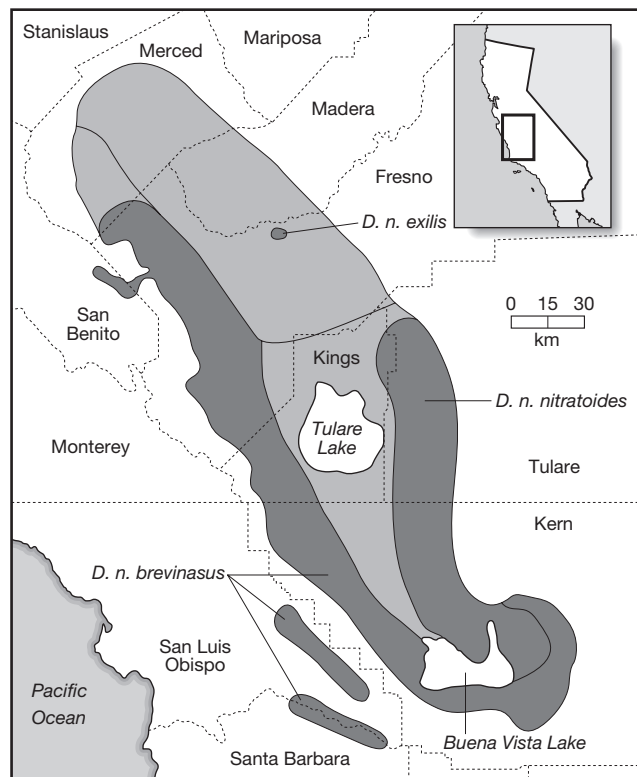 Stanislaus
Merced
Mariposa
Madera
Fresno
D. n. exilis
San
Benito
0 15 30
km
Kings
D. n. nitratoides
Tulare
Lake
Monterey
Tulare
Kern
D. n. brevinasus
San Luis
Obispo
Pacific
Ocean
Buena Vista Lake
Santa Barbara